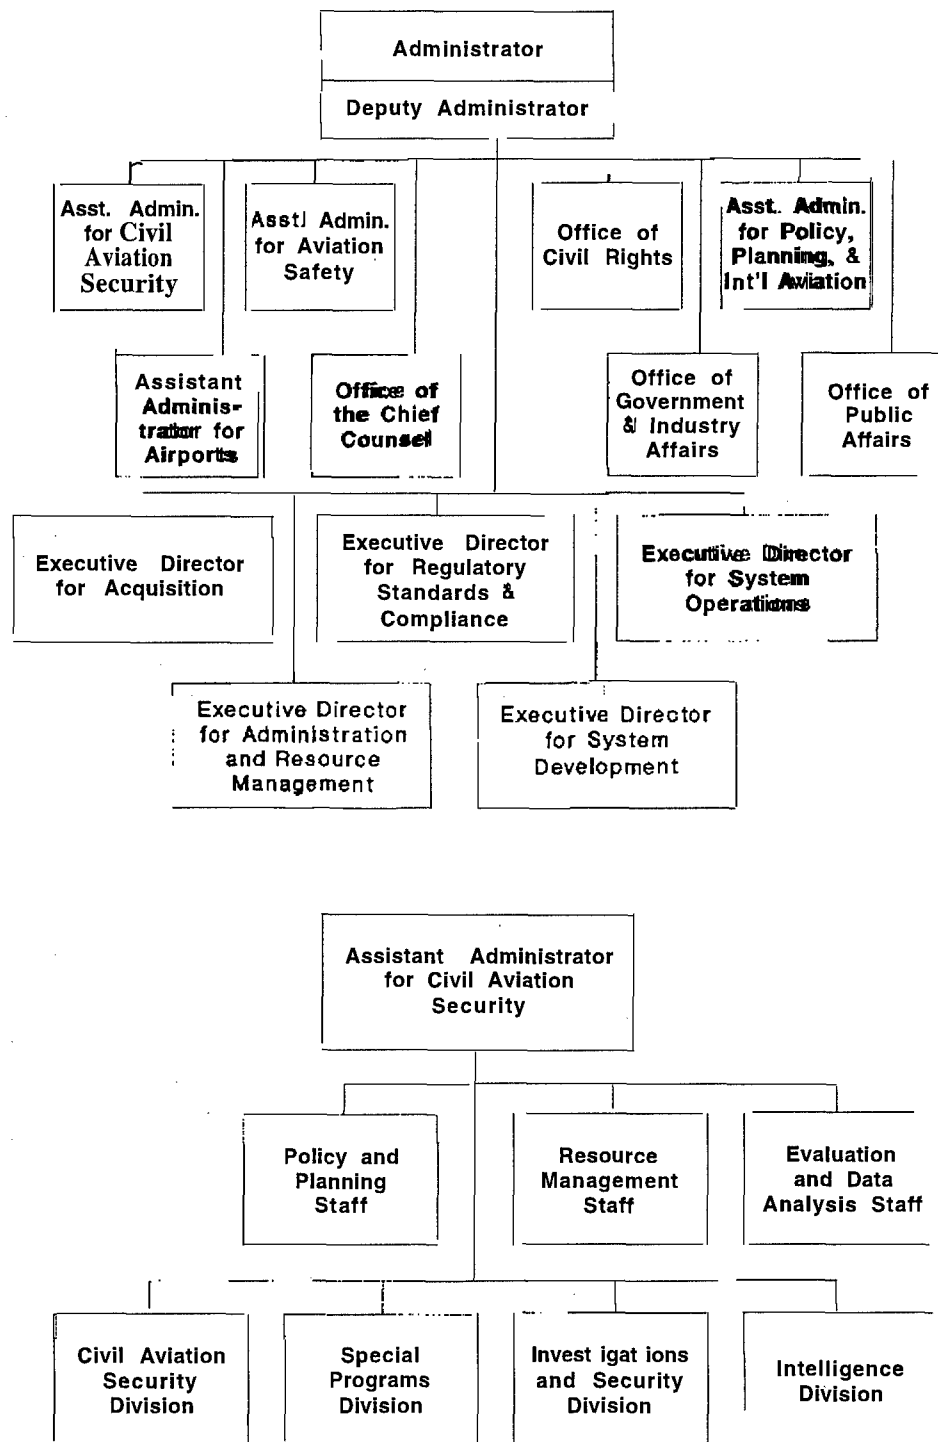 Administrator
Deputy Administrator
Asst. Admin.
for Civil
Aviation
Security
Asst. Admin.
for Aviation
Safety
Office of
Civil Rights
Asst. Admin.
for Policy,
Planning, &
Int'l Aviation
Assistant
Adminis-
trator for
Airports
Office of
the Chief
Counsel
Office of
Government
& Industry
Affairs
Office of
Public
Affairs
Executive Director
for Acquisition
Executive Director
for Regulatory
Standards &
Compliance
Executive Director
for System
Operations
Executive Director
for Administration
and Resource
Management
Executive Director
for System
Development
Assistant Administrator
for Civil Aviation
Security
Policy and
Planning
Staff
Resource
Management
Staff
Evaluation
and Data
Analysis Staff
Civil Aviation
Security
Division
Special
Programs
Division
Invest igat ions
and Security
Division
Intelligence
Division